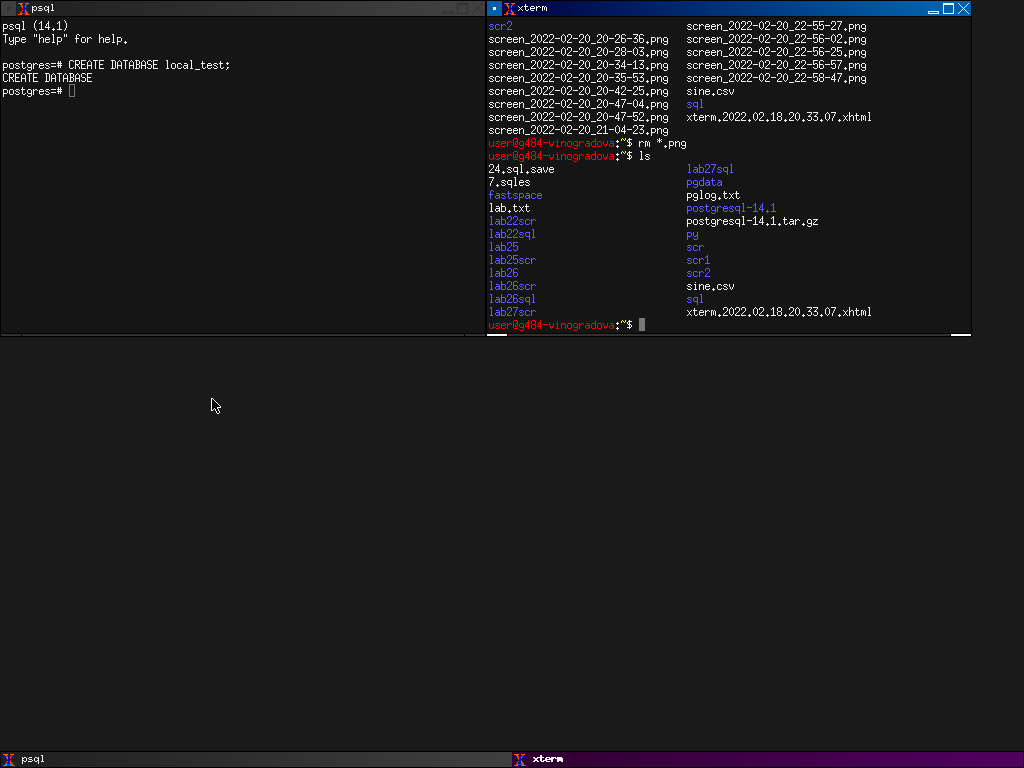 psql
psql (14.1)
Type "help" for help.
postgres=# CREATE DATABASE local_test;
CREATE DATABASE
postgres=#
xterm
scr2 screen_2022-02-20_22-55-27.png
screen_2022-02-20_20-26-36.png screen_2022-02-20_22-56-02.png
screen_2022-02-20_20-28-03.png screen_2022-02-20_22-56-25.png
screen_2022-02-20_20-34-13.png screen_2022-02-20_22-56-57.png
screen_2022-02-20_20-35-53.png screen_2022-02-20_22-58-47.png
screen_2022-02-20_20-42-25.png sine.csv
screen_2022-02-20_20-47-04.png sql
screen_2022-02-20_20-47-52.png xterm.2022.02.18.20.33.07.xhtml
screen_2022-02-20_21-04-23.png
user@g484-vinogradova:~$ rm *.png
user@g484-vinogradova:~$ ls
24.sql.save lab27sql
7.sqles pgdata
fastspace pglog.txt
lab.txt postgresql-14.1
lab22scr postgresql-14.1.tar.gz
lab22sql py
lab25 scr
lab25scr scr1
lab26 scr2
lab26scr sine.csv
lab26sql sql
lab27scr xterm.2022.02.18.20.33.07.xhtml
user@g484-vinogradova:~$
psql
xterm